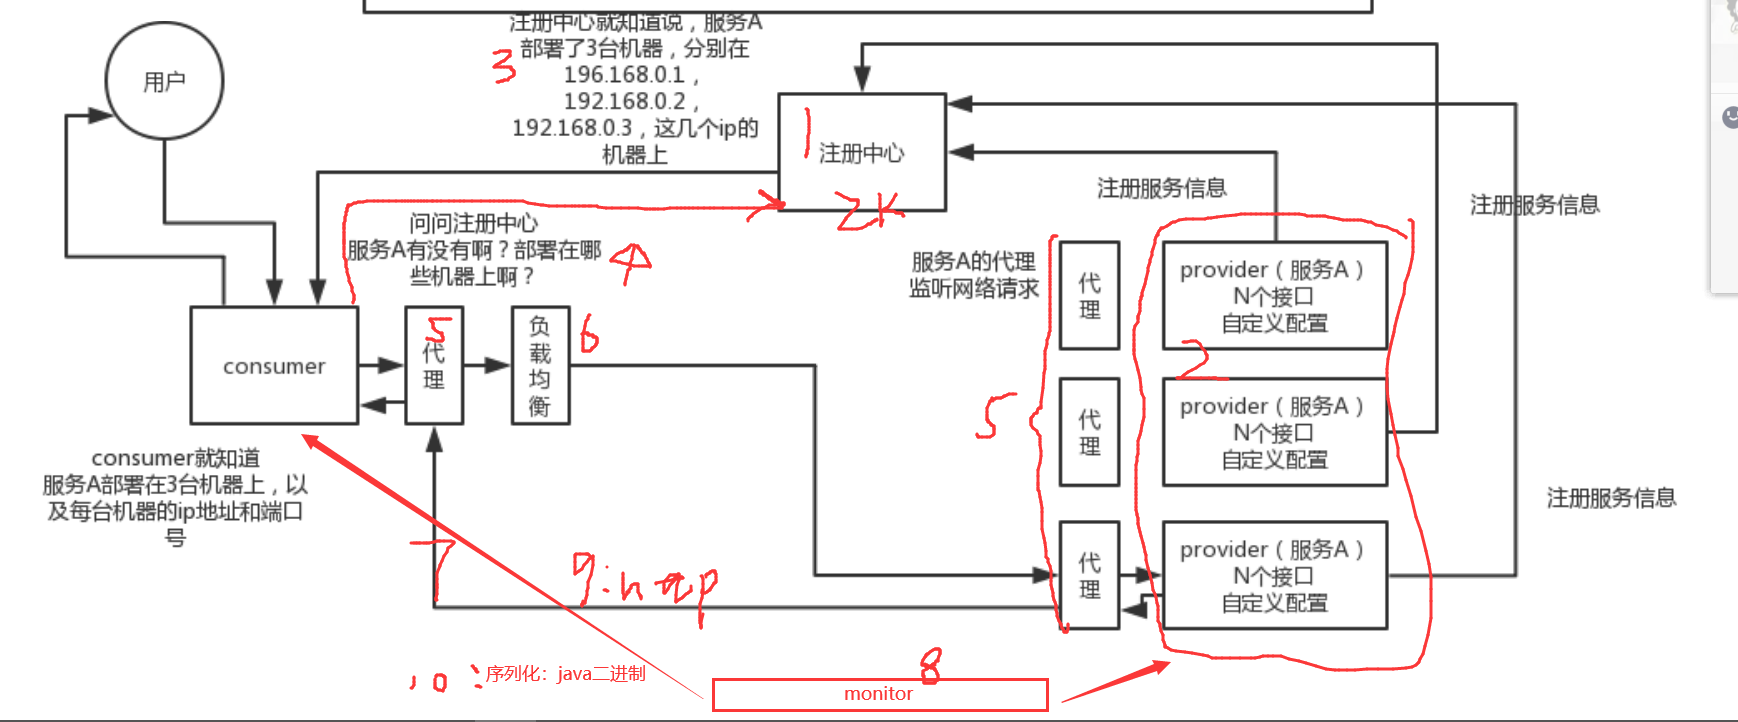 用户
注册中心就知道说，服务A
部署了3台机器，分别在
196.168.0.1，
192.168.0.2，
192.168.0.3，这几个ip的
机器上
3
1
注册中心
ZK
注册服务信息
注册服务信息
注册服务信息
问问注册中心
服务A有没有啊？部署在哪
些机器上啊？
4
服务A的代理
监听网络请求
代
理
provider（服务A）
N个接口
自定义配置
2
代
理
provider（服务A）
N个接口
自定义配置
代
理
provider（服务A）
N个接口
自定义配置
5
consumer
5
代
理
负
载
均
衡
6
consumer就知道
服务A部署在3台机器上，以
及每台机器的ip地址和端口
号
7
9:http
10:
序列化：java二进制
8
monitor